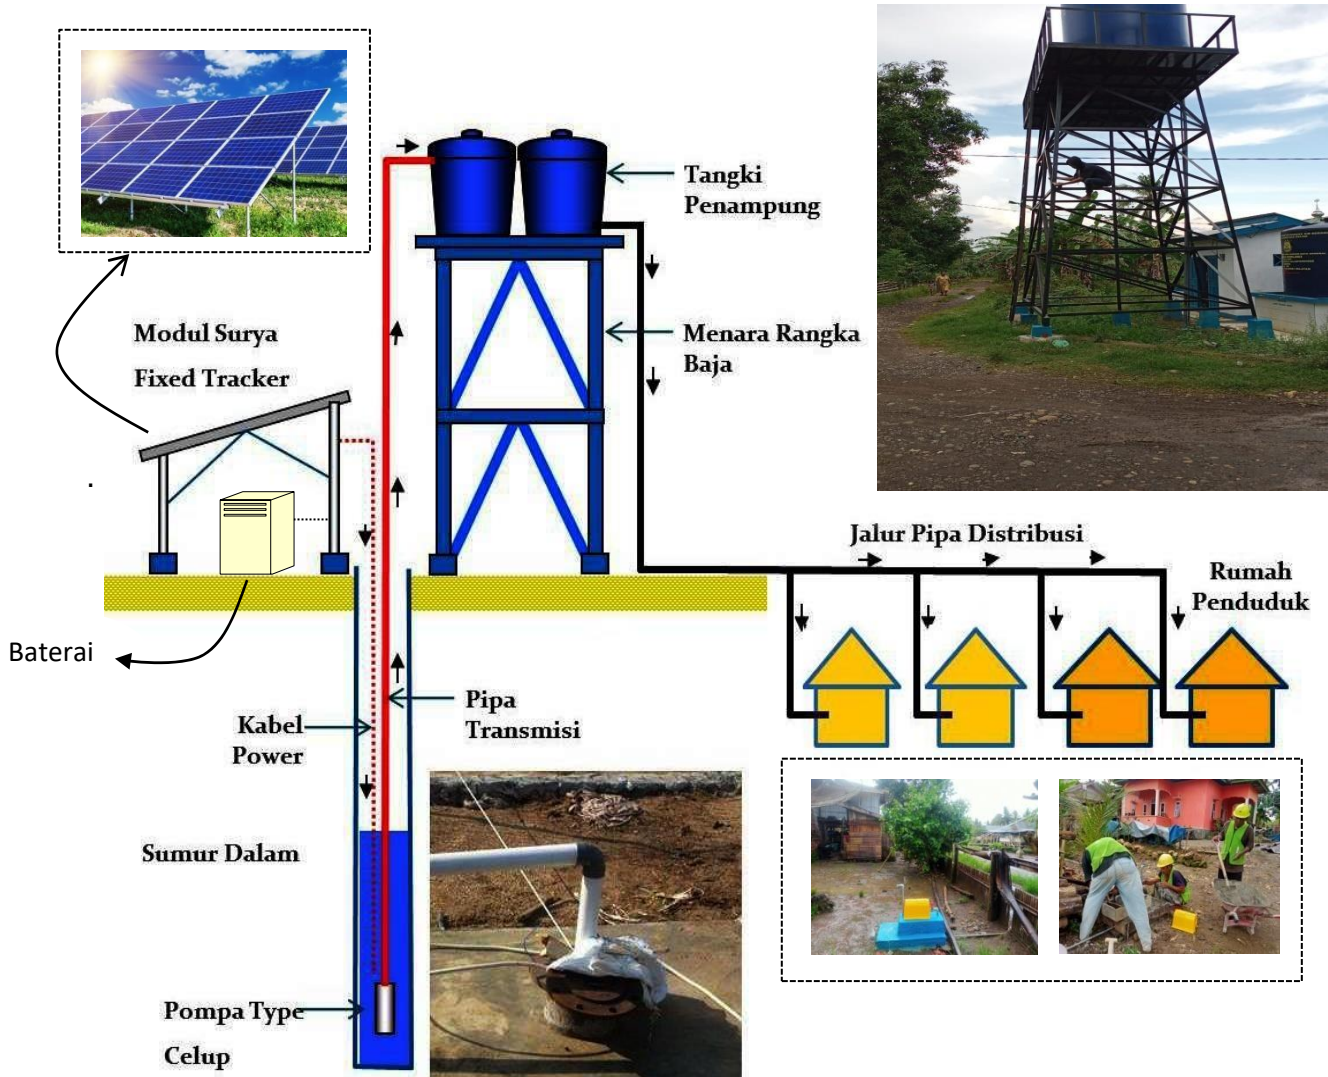 Tangki
Penampung
Modul Surya
Fixed Tracker
Menara Rangka
Baja
Jalur Pipa Distribusi
Rumah
Penduduk
Baterai
Pipa
Transmisi
Kabel
Power
Sumur Dalam
Pompa Type
Celup